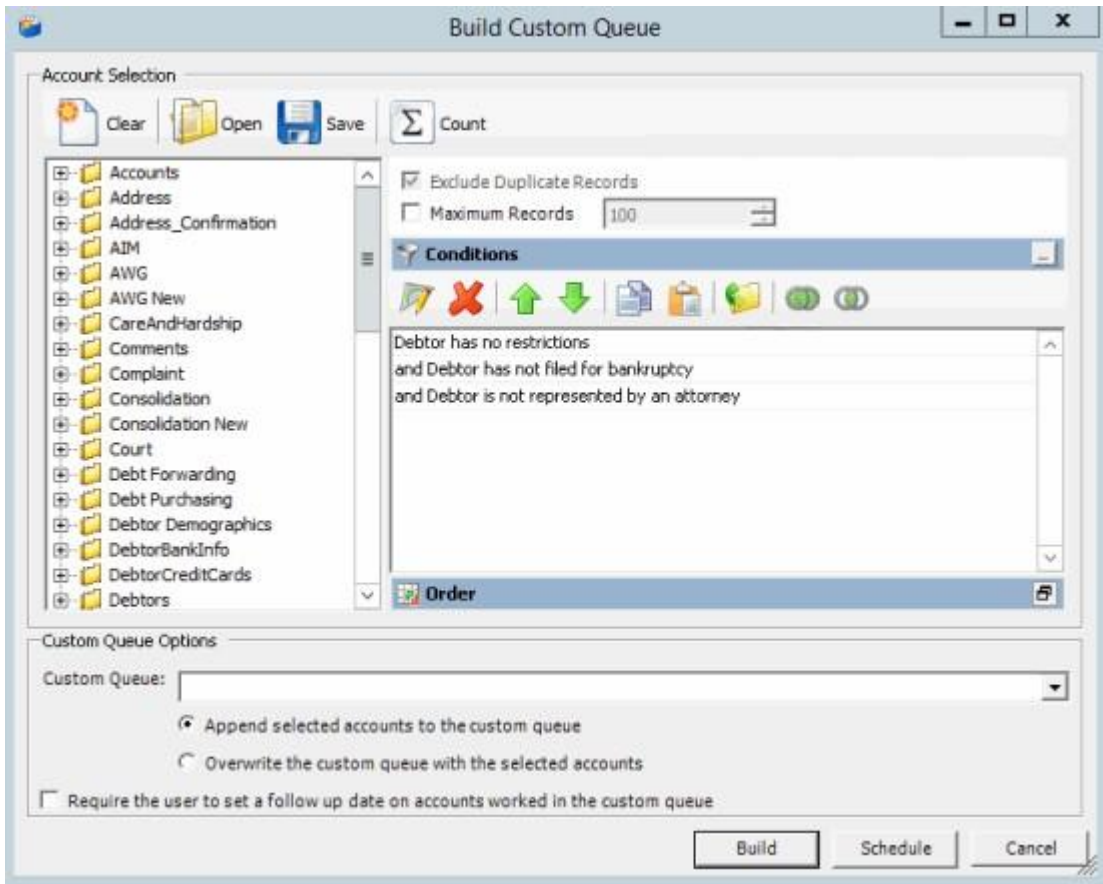 Build Custom Queue
Account Selection
Clear Open Save Σ Count
Accounts
Address
Address_Confirmation
AIM
AWG
AWG New
CareAndHardship
Comments
Complaint
Consolidation
Consolidation New
Court
Debt Forwarding
Debt Purchasing
Debtor Demographics
DebtorBankInfo
DebtorCreditCards
Debtors
Exclude Duplicate Records
Maximum Records 100
Conditions
Debtor has no restrictions
and Debtor has not filed for bankruptcy
and Debtor is not represented by an attorney
Order
Custom Queue Options
Custom Queue:
Append selected accounts to the custom queue
Overwrite the custom queue with the selected accounts
Require the user to set a follow up date on accounts worked in the custom queue
Build Schedule Cancel